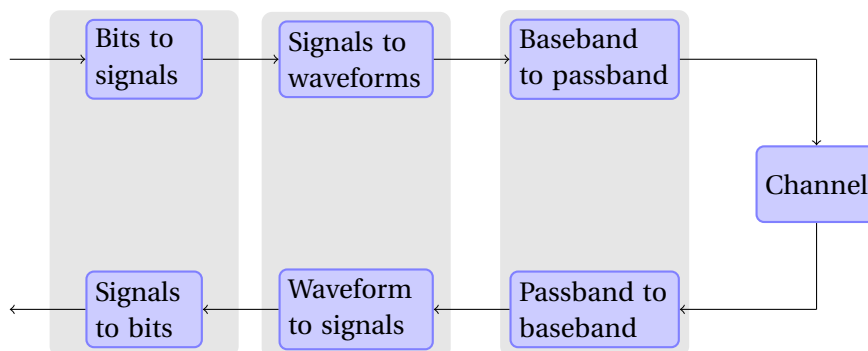 Bits to
signals
Signals to
waveforms
Baseband
to passband
Channel
Signals
to bits
Waveform
to signals
Passband to
baseband